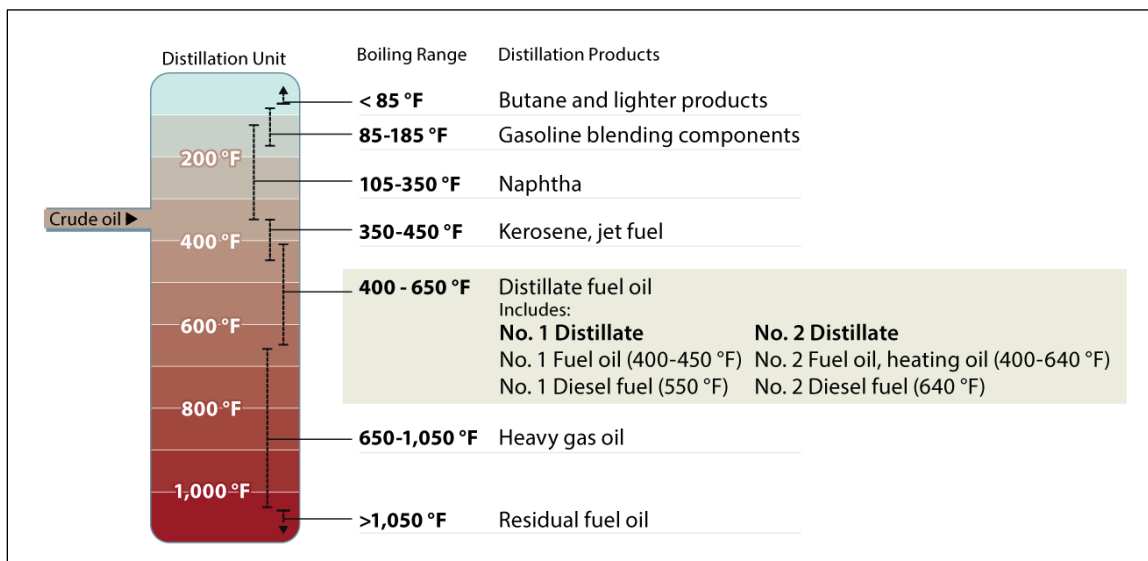 Distillation Unit
Boiling Range Distillation Products
< 85 °F Butane and lighter products
85-185 °F Gasoline blending components
200 °F
105-350 °F Naphtha
Crude oil ▶
350-450 °F Kerosene, jet fuel
400 °F
400 - 650 °F Distillate fuel oil
Includes:
No. 1 Distillate No. 2 Distillate
600 °F
No. 1 Fuel oil (400-450 °F) No. 2 Fuel oil, heating oil (400-640 °F)
No. 1 Diesel fuel (550 °F) No. 2 Diesel fuel (640 °F)
800 °F
650-1,050 °F Heavy gas oil
1,000 °F
>1,050 °F Residual fuel oil